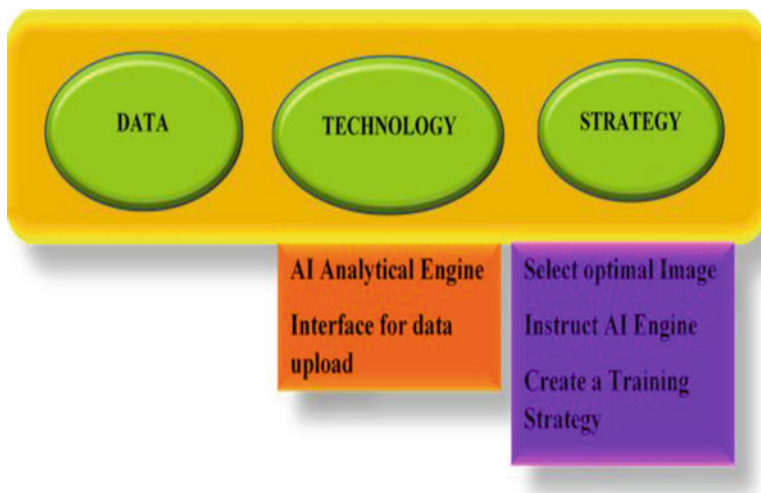 DATA
TECHNOLOGY
STRATEGY
AI Analytical Engine
Interface for data
upload
Select optimal Image
Instruct AI Engine
Create a Training
Strategy